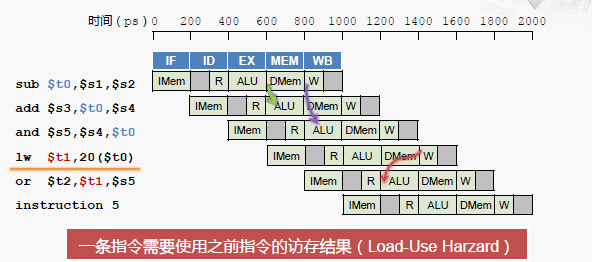 时间（ps） 0 200 400 600 800 1000 1200 1400 1600 1800 2000
IF ID EX MEM WB
sub $t0,$s1,$s2 IMem R ALU DMem W
add $s3,$t0,$s4 IMem R ALU DMem W
and $s5,$s4,$t0 IMem R ALU DMem W
lw $t1,20($t0) IMem R ALU DMem W
or $t2,$t1,$s5 IMem R ALU DMem W
instruction 5 IMem R ALU DMem W
一条指令需要使用之前指令的访存结果（Load-Use Harzard）